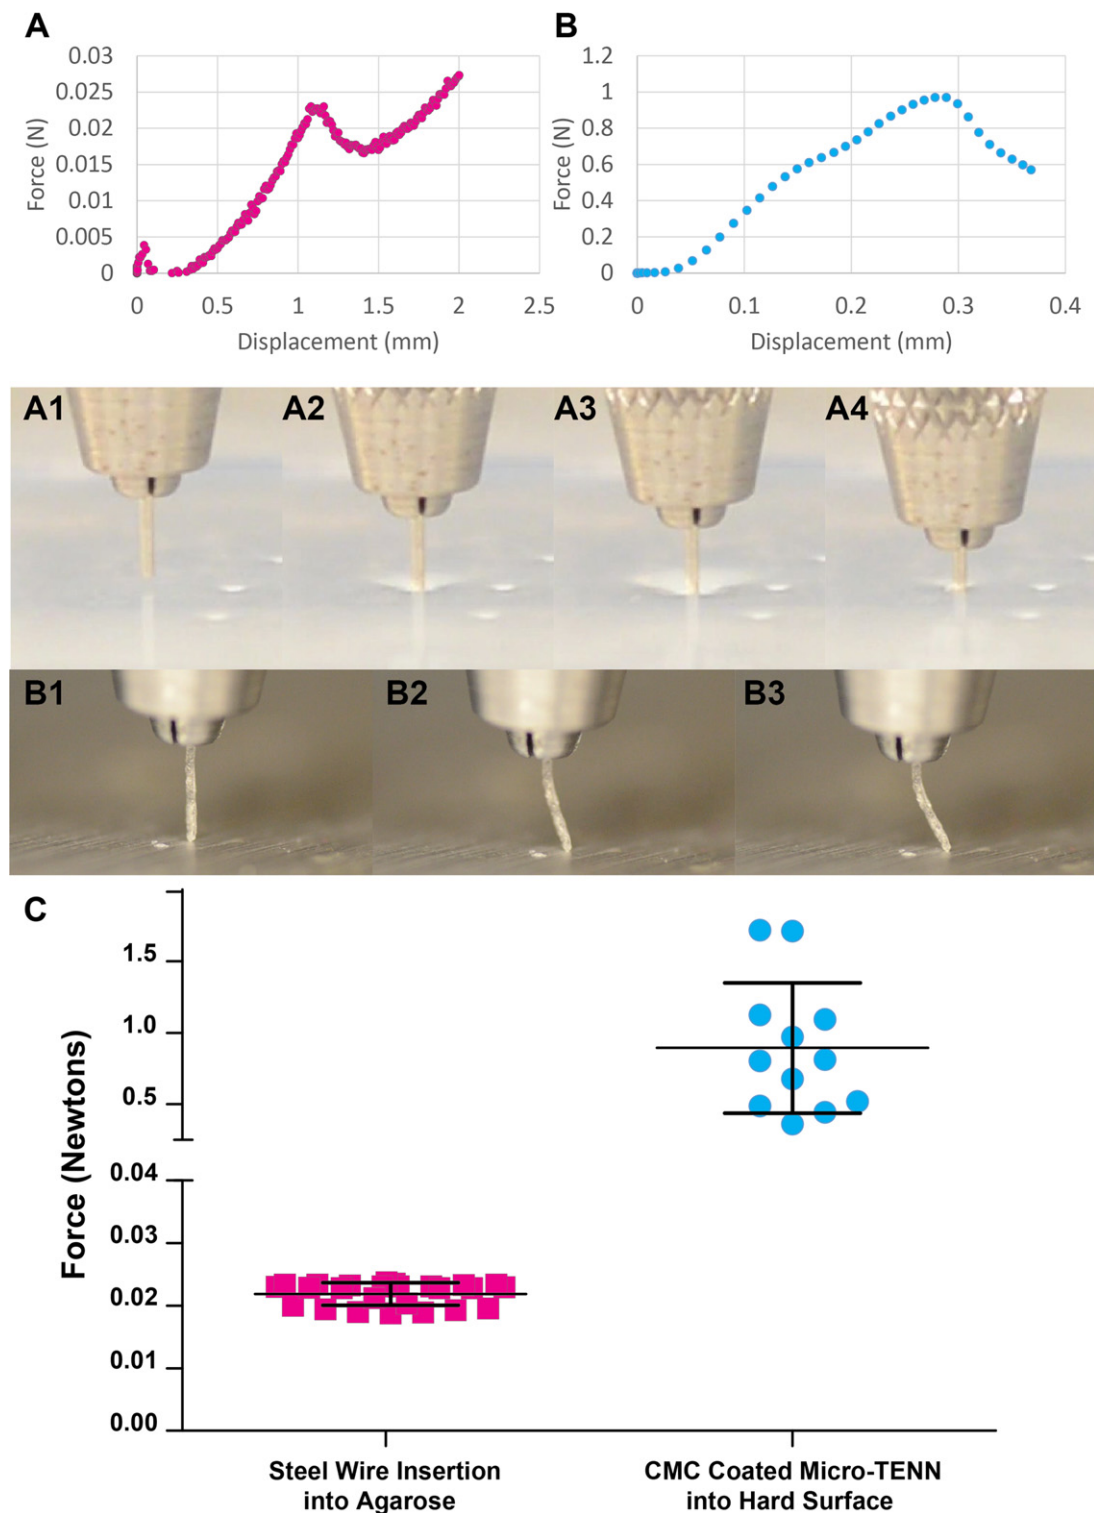 A
B
0.03
0.025
0.02
0.015
0.01
0.005
0
Force (N)
0
0.5
1
1.5
2
2.5
Displacement (mm)
1.2
1
0.8
0.6
0.4
0.2
0
Force (N)
0
0.1
0.2
0.3
0.4
Displacement (mm)
A1
A2
A3
A4
B1
B2
B3
C
Force (Newtons)
1.5
1.0
0.5
0.04
0.03
0.02
0.01
0.00
Steel Wire Insertion
into Agarose
CMC Coated Micro-TENN
into Hard Surface